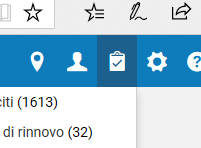 citi (1613)
di rinnovo (32)